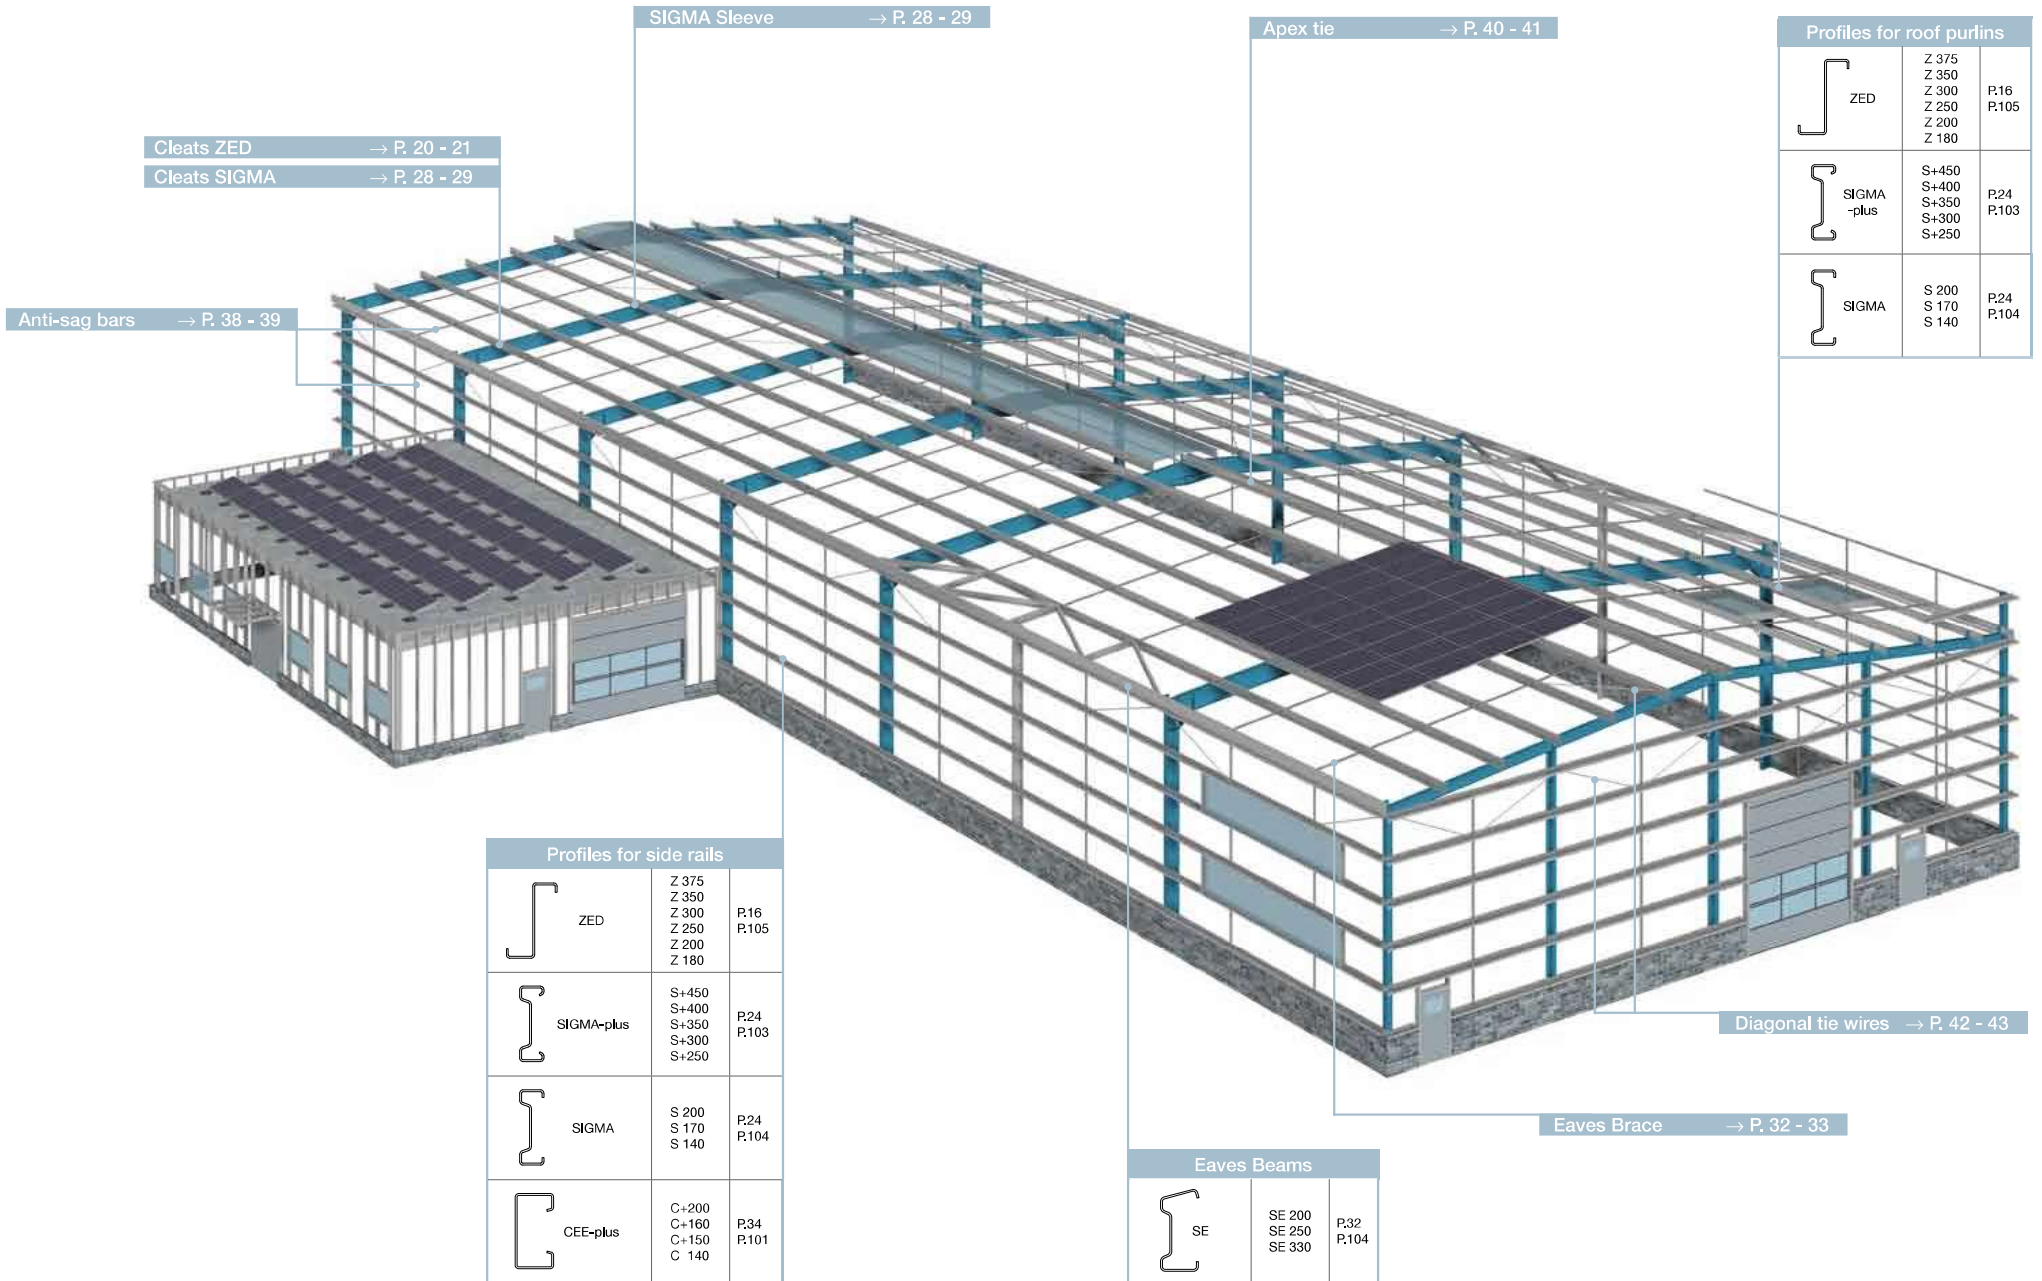 SIGMA Sleeve → P. 28 - 29
Apex tie → P. 40 - 41
Profiles for roof purlins
ZED
Z 375
Z 350
Z 300
Z 250
Z 200
Z 180
P.16
P.105
SIGMA
-plus
S+450
S+400
S+350
S+300
S+250
P.24
P.103
SIGMA
S 200
S 170
S 140
P.24
P.104
Cleats ZED → P. 20 - 21
Cleats SIGMA → P. 28 - 29
Anti-sag bars → P. 38 - 39
Profiles for side rails
ZED
Z 375
Z 350
Z 300
Z 250
Z 200
Z 180
P.16
P.105
SIGMA-plus
S+450
S+400
S+350
S+300
S+250
P.24
P.103
SIGMA
S 200
S 170
S 140
P.24
P.104
CEE-plus
C+200
C+160
C+150
C 140
P.34
P.101
Diagonal tie wires → P. 42 - 43
Eaves Brace → P. 32 - 33
Eaves Beams
SE
SE 200
SE 250
SE 330
P.32
P.104